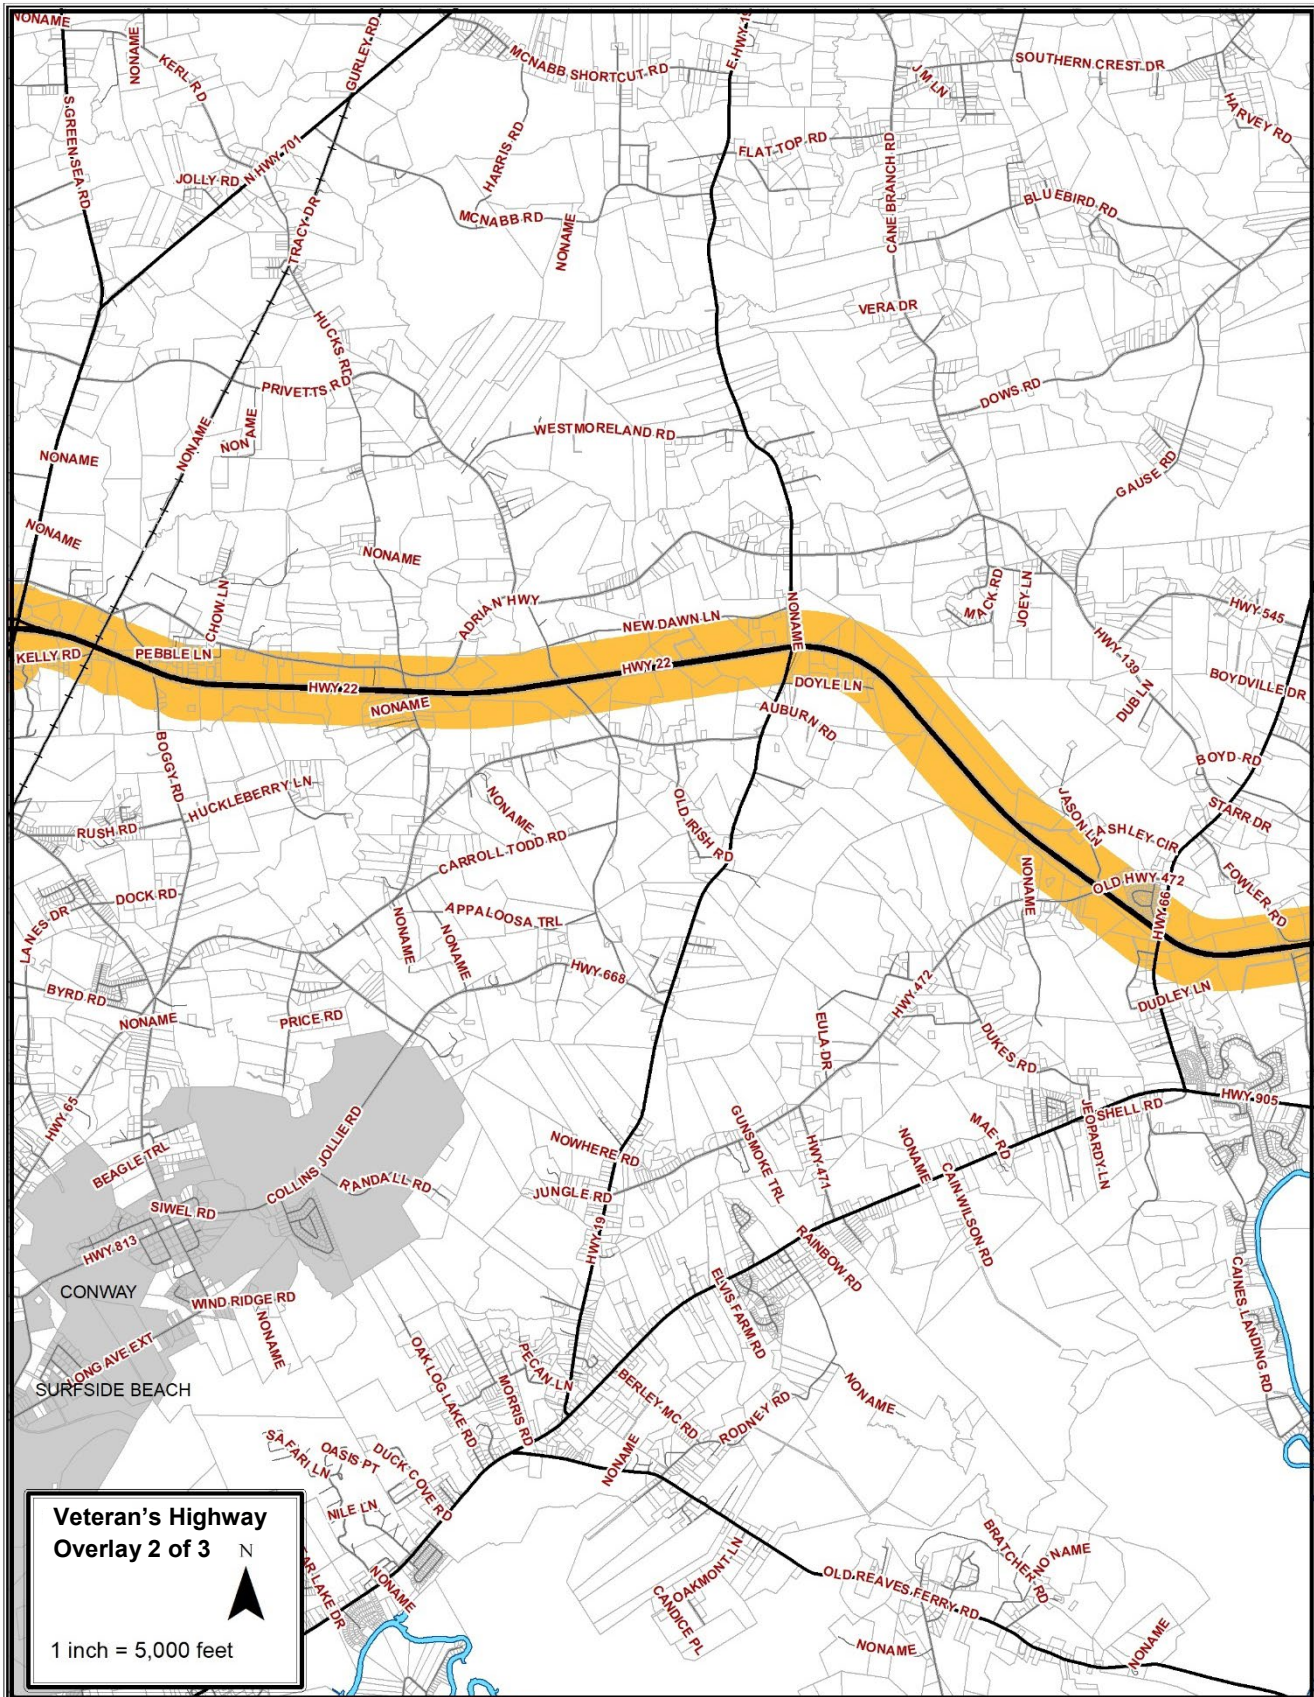 NONAME
NONAME
KERL RD
GURLEY RD
MCNABB SHORTCUT RD
E HWY 19
J M LN
SOUTHERN CREST DR
HARVEY RD
S GREEN SEA RD
JOLLY RD
N HWY 701
HARRIS RD
FLAT TOP RD
CANE BRANCH RD
BLUEBIRD RD
TRACY DR
MCNABB RD
NONAME
VERA DR
HUCKS RD
PRIVETTS RD
NONAME
NONAME
NONAME
WESTMORELAND RD
DOWS RD
GAUSE RD
NONAME
NONAME
CHOW LN
ADRIAN HWY
NEW DAWN LN
NONAME
MACK RD
JOEY LN
HWY 545
KELLY RD
PEBBLE LN
HWY 22
HWY 22
NONAME
DOYLE LN
AUBURN RD
HWY 139
DUB LN
BOYDVILLE DR
BOYD RD
BOGGY RD
HUCKLEBERRY LN
RUSH RD
NONAME
OLD IRISH RD
CARROLL TODD RD
JASON LN
ASHLEY CIR
STARR DR
NONAME
OLD HWY 472
FOWLER RD
HWY 66
DOCK RD
LANES DR
APPALOOSA TRL
NONAME
NONAME
HWY 668
BYRD RD
NONAME
PRICE RD
HWY 472
EULA DR
DUKES RD
DUDLEY LN
HWY 65
BEAGLE TRL
COLLINS JOLLIE RD
RANDALL RD
SIWEL RD
HWY 813
NOWHERE RD
JUNGLE RD
GUNSMOKE TRL
HWY 471
NONAME
MAE RD
JEOPARDY LN
SHELL RD
HWY 905
CAIN WILSON RD
CONWAY
WIND RIDGE RD
NONAME
HWY 19
RAINBOW RD
ELVIS FARM RD
CAINES LANDING RD
LONG AVE EXT
SURFSIDE BEACH
OAK LOG LAKE RD
MORRIS RD
PECAN LN
BERLEY MC RD
RODNEY RD
NONAME
NONAME
SAFARI LN
OASIS PT
DUCK COVE RD
NILE LN
NONAME
OAKMONT LN
CANDICE PL
OLD REAVES FERRY RD
BRATCHER RD
NO NAME
NONAME
NONAME
Veteran's Highway
Overlay 2 of 3
N
1 inch = 5,000 feet